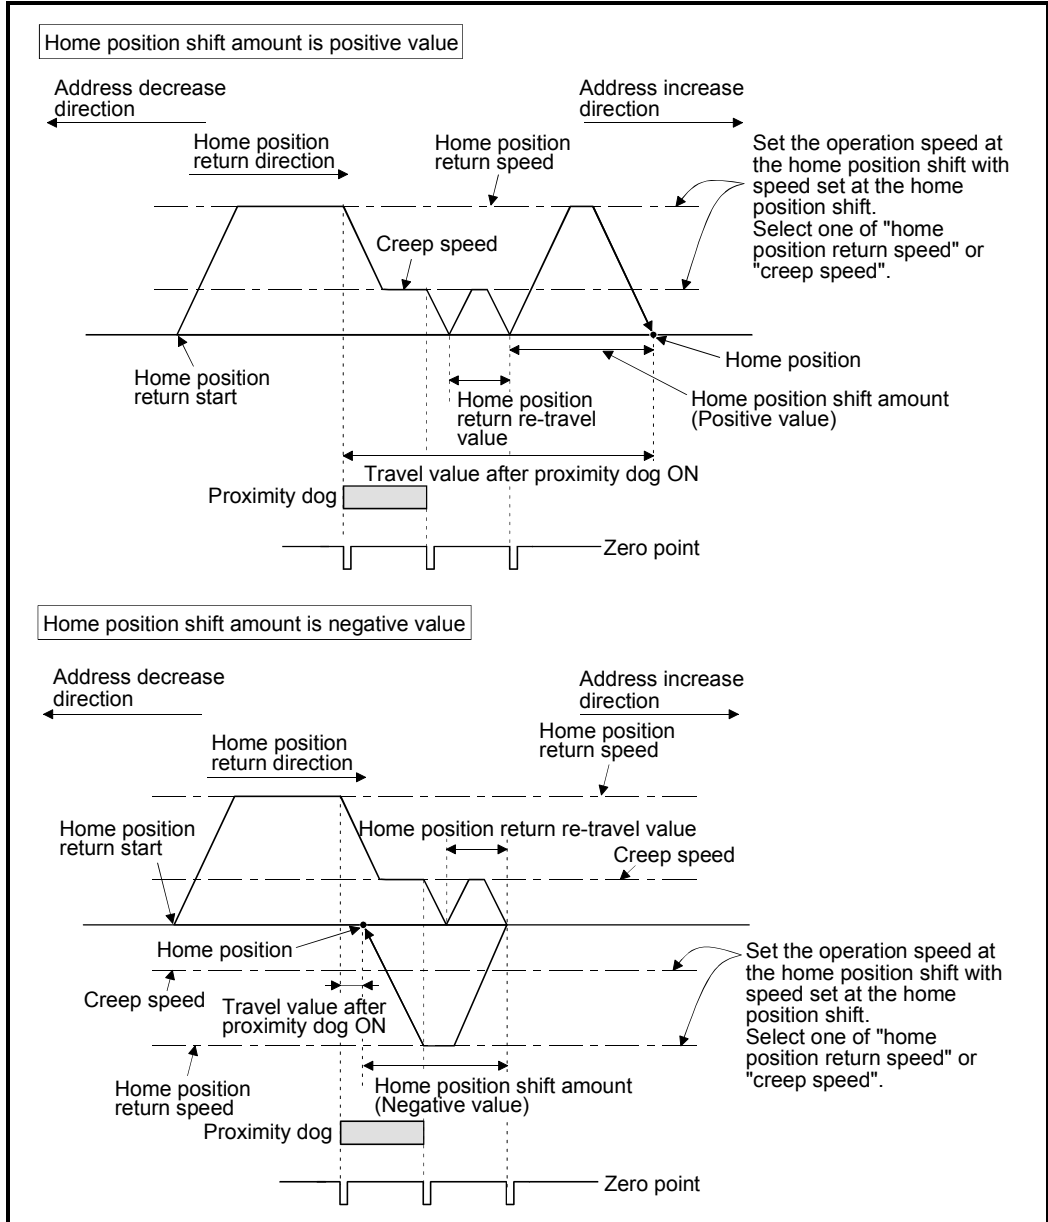 Home position shift amount is positive value
Address decrease
direction
Address increase
direction
Home position
return direction
Home position
return speed
Set the operation speed at
the home position shift with
speed set at the home
position shift.
Select one of "home
position return speed" or
"creep speed".
Creep speed
Home position
Home position
return start
Home position
return re-travel
value
Home position shift amount
(Positive value)
Travel value after proximity dog ON
Proximity dog
Zero point
Home position shift amount is negative value
Address decrease
direction
Address increase
direction
Home position
return direction
Home position
return speed
Home position
return start
Home position return re-travel value
Creep speed
Home position
Set the operation speed at
the home position shift with
speed set at the home
position shift.
Select one of "home
position return speed" or
"creep speed".
Creep speed
Travel value after
proximity dog ON
Home position
return speed
Home position shift amount
(Negative value)
Proximity dog
Zero point